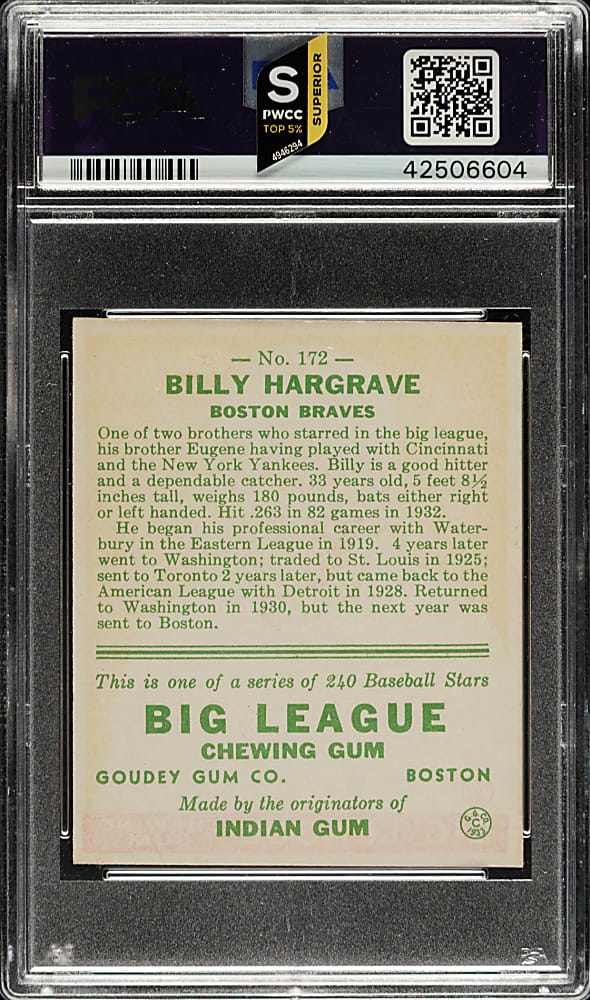 PSA
S
PWCC
TOP 5%
SUPERIOR
4946294
42506604
— No. 172 —
BILLY HARGRAVE
BOSTON BRAVES
One of two brothers who starred in the big league,
his brother Eugene having played with Cincinnati
and the New York Yankees. Billy is a good hitter
and a dependable catcher. 33 years old, 5 feet 8½
inches tall, weighs 180 pounds, bats either right
or left handed. Hit .263 in 82 games in 1932.
He began his professional career with Water-
bury in the Eastern League in 1919. 4 years later
went to Washington; traded to St. Louis in 1925;
sent to Toronto 2 years later, but came back to the
American League with Detroit in 1928. Returned
to Washington in 1930, but the next year was
sent to Boston.
This is one of a series of 240 Baseball Stars
BIG LEAGUE
CHEWING GUM
GOUDEY GUM CO. BOSTON
Made by the originators of
INDIAN GUM
G & CO
C
1933